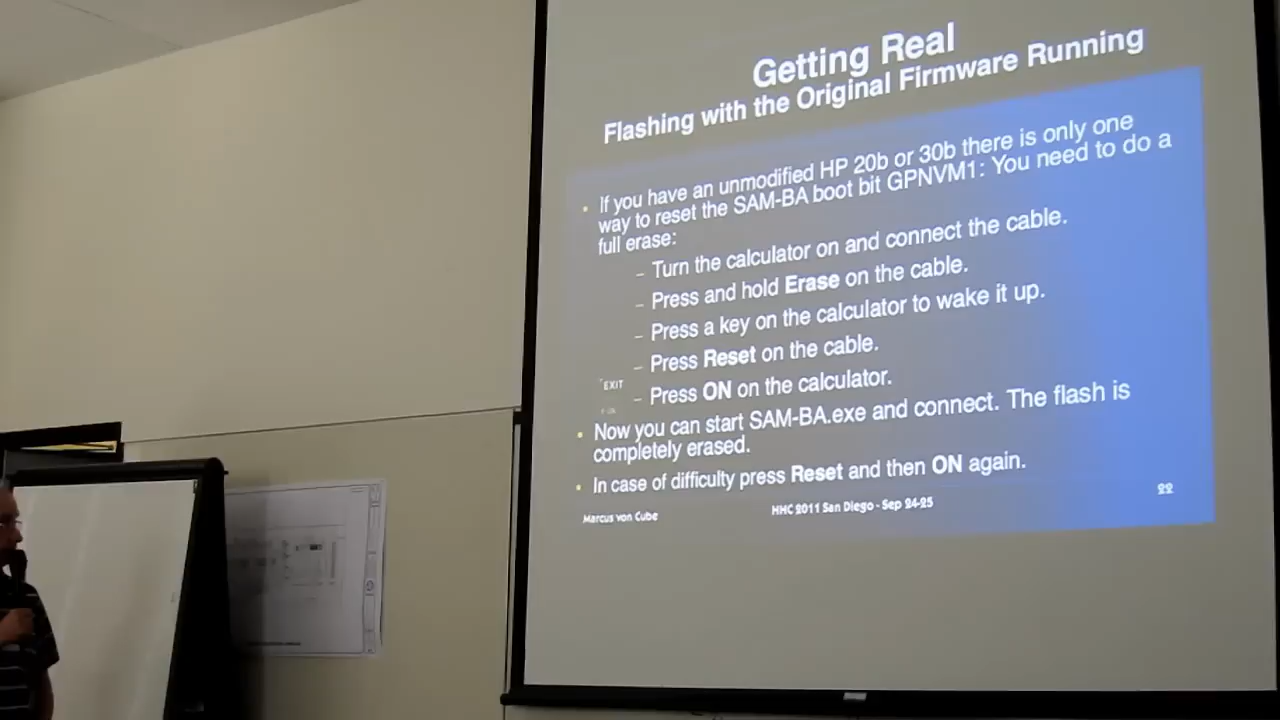 Getting Real
Flashing with the Original Firmware Running
• If you have an unmodified HP 20b or 30b there is only one
way to reset the SAM-BA boot bit GPNVM1: You need to do a
full erase:
– Turn the calculator on and connect the cable.
– Press and hold Erase on the cable.
– Press a key on the calculator to wake it up.
– Press Reset on the cable.
– Press ON on the calculator.
EXIT
• Now you can start SAM-BA.exe and connect. The flash is
completely erased.
• In case of difficulty press Reset and then ON again.
Marcus von Cube
HHC 2011 San Diego - Sep 24-25
22